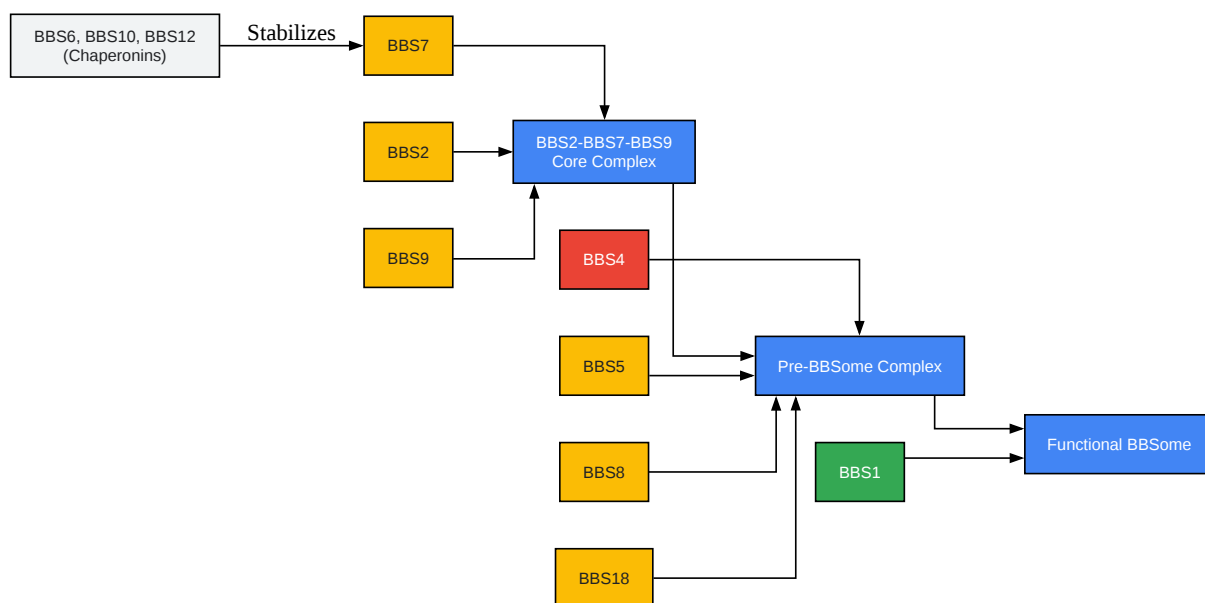 BBS6, BBS10, BBS12
(Chaperonins)
Stabilizes
BBS7
BBS2
BBS2-BBS7-BBS9
Core Complex
BBS9
BBS4
BBS5
Pre-BBSome Complex
BBS8
BBS1
Functional BBSome
BBS18